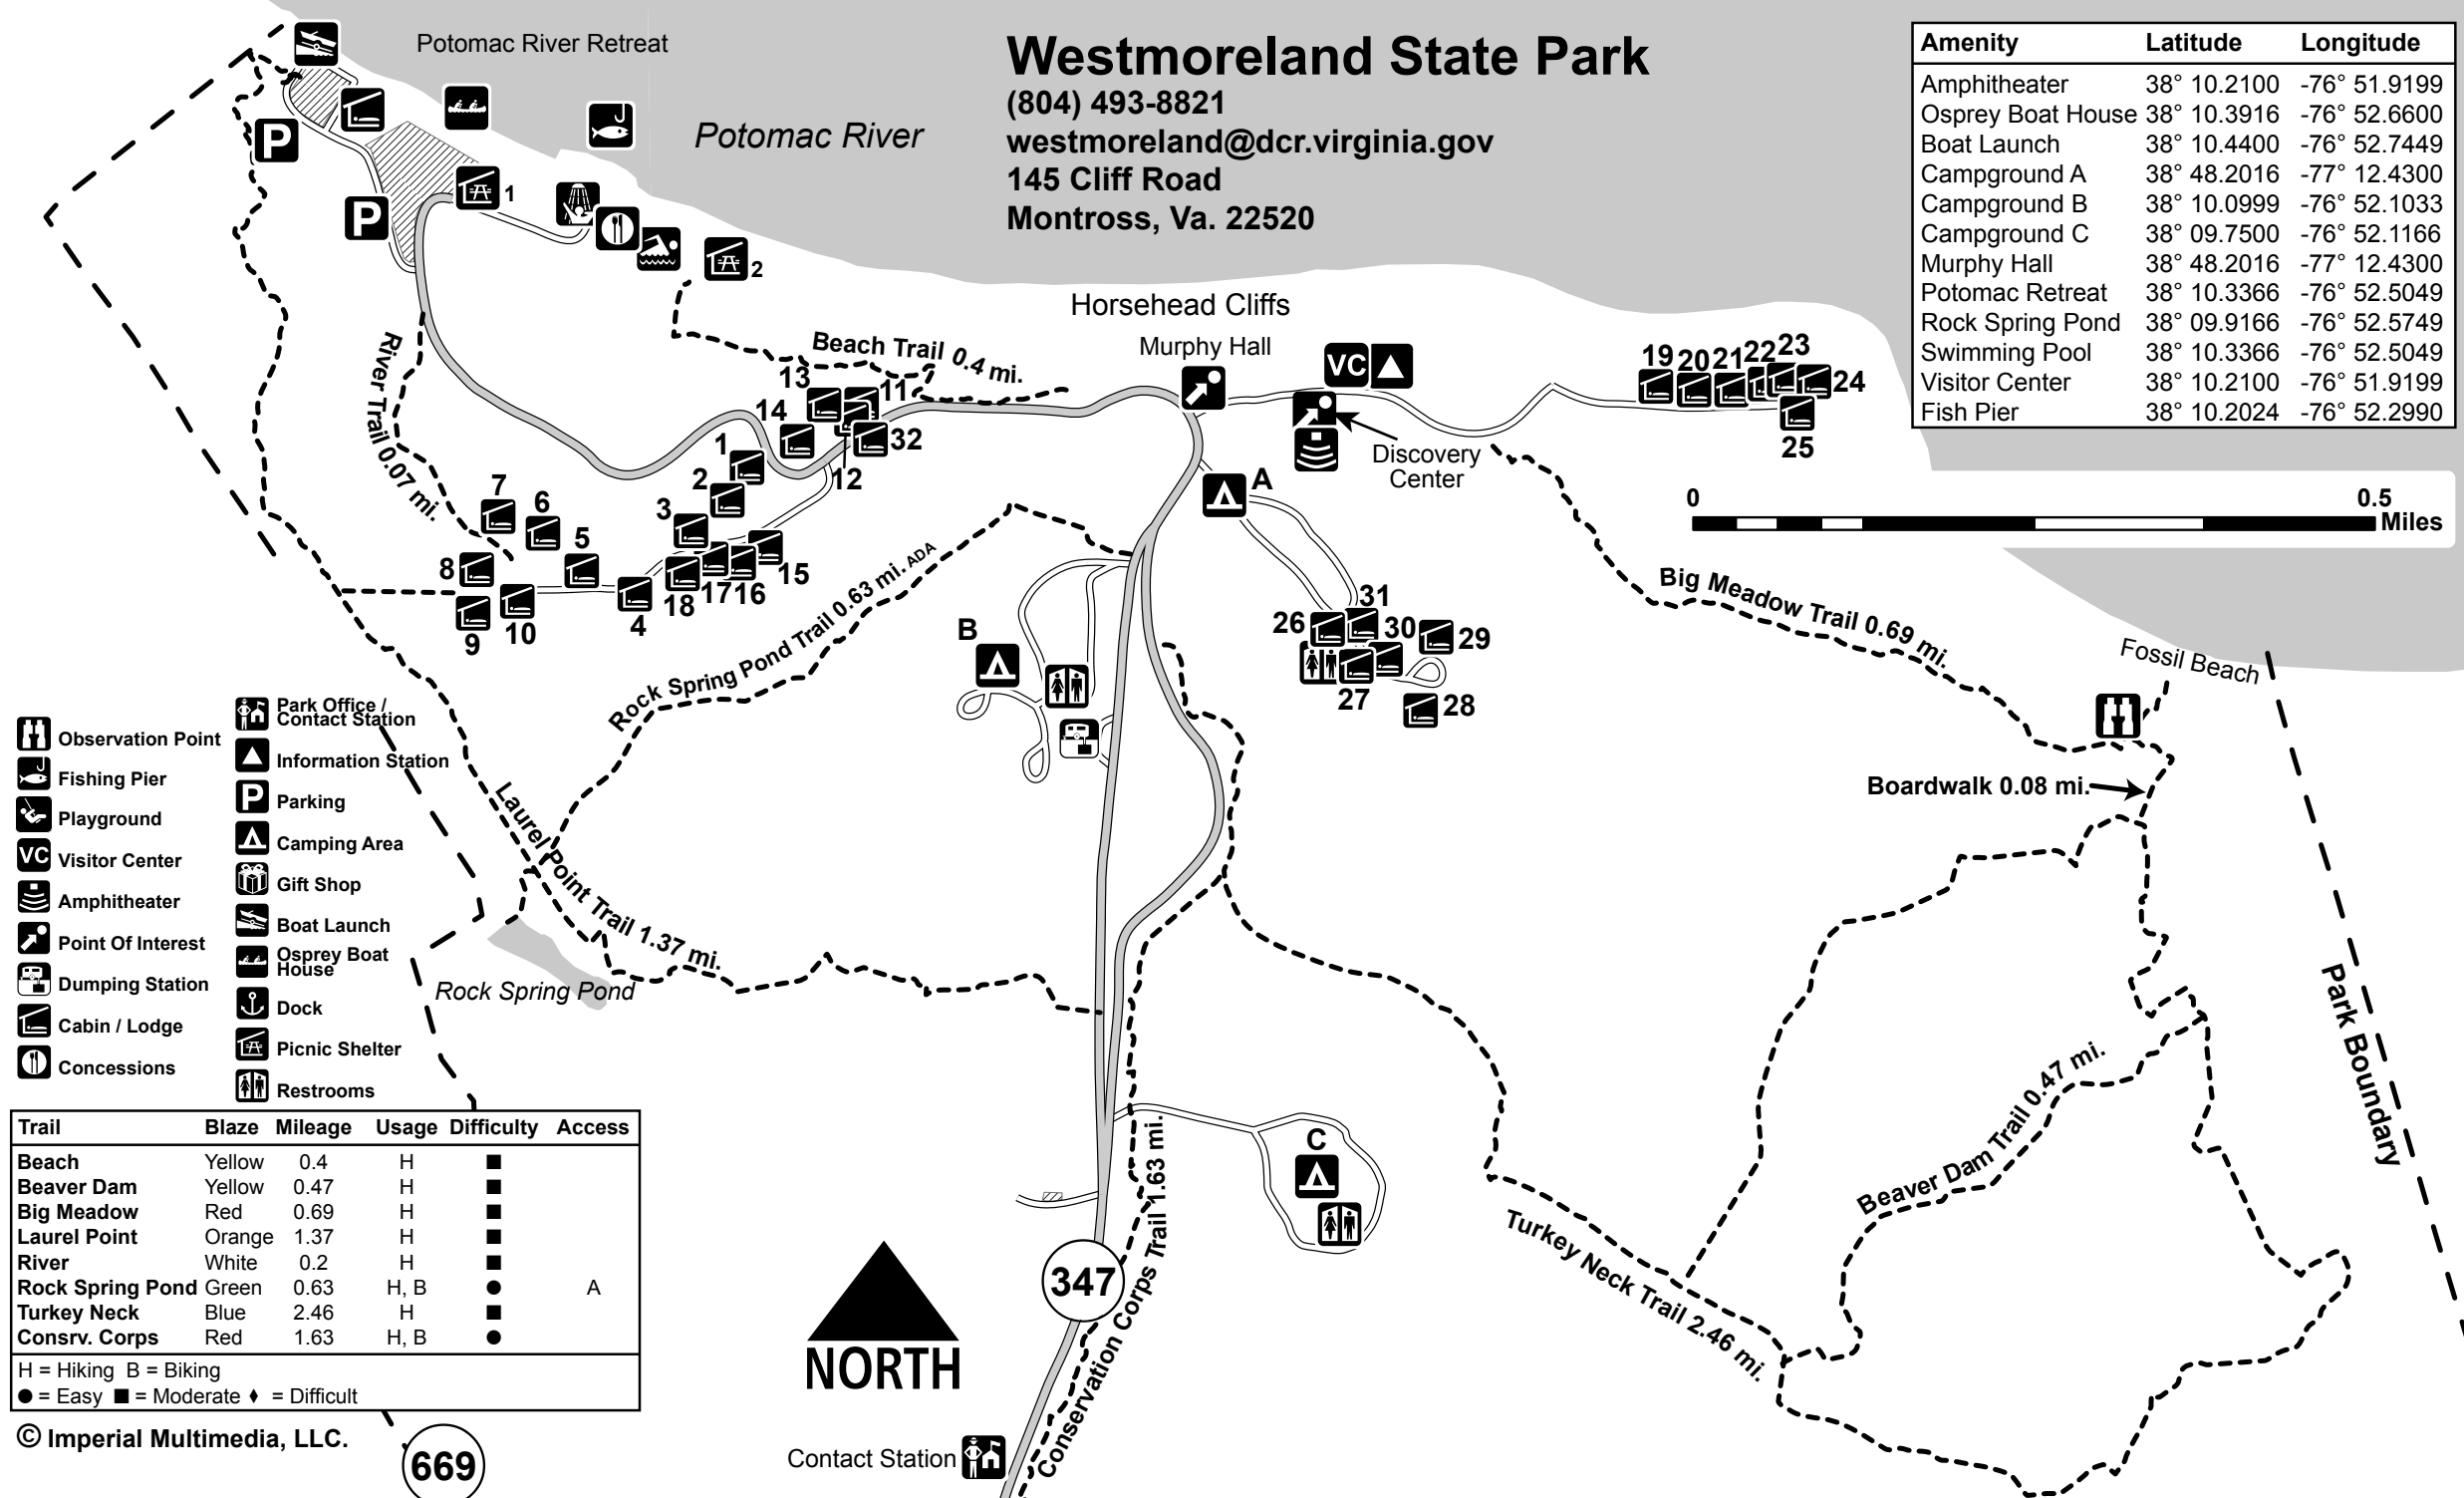 Potomac River Retreat
Potomac River
Westmoreland State Park
(804) 493-8821
westmoreland@dcr.virginia.gov
145 Cliff Road
Montross, Va. 22520
Amenity Latitude Longitude
Amphitheater 38° 10.2100 -76° 51.9199
Osprey Boat House 38° 10.3916 -76° 52.6600
Boat Launch 38° 10.4400 -76° 52.7449
Campground A 38° 48.2016 -77° 12.4300
Campground B 38° 10.0999 -76° 52.1033
Campground C 38° 09.7500 -76° 52.1166
Murphy Hall 38° 48.2016 -77° 12.4300
Potomac Retreat 38° 10.3366 -76° 52.5049
Rock Spring Pond 38° 09.9166 -76° 52.5749
Swimming Pool 38° 10.3366 -76° 52.5049
Visitor Center 38° 10.2100 -76° 51.9199
Fish Pier 38° 10.2024 -76° 52.2990
P
P
1
2
Horsehead Cliffs
Murphy Hall
VC
Discovery
Center
Beach Trail 0.4 mi.
River Trail 0.07 mi.
13
11
14
32
12
1
2
3
7
6
5
8
9
10
4
18
17
16
15
19
20
21
22
23
24
25
0
0.5
Miles
A
Big Meadow Trail 0.69 mi.
Fossil Beach
Rock Spring Pond Trail 0.63 mi. ADA
B
26
31
30
29
27
28
Boardwalk 0.08 mi.
Laurel Point Trail 1.37 mi.
Rock Spring Pond
Park Boundary
Beaver Dam Trail 0.47 mi.
Turkey Neck Trail 2.46 mi.
C
Conservation Corps Trail 1.63 mi.
347
NORTH
Contact Station
Observation Point
Fishing Pier
Playground
VC Visitor Center
Amphitheater
Point Of Interest
Dumping Station
Cabin / Lodge
Concessions
Park Office /
Contact Station
Information Station
P Parking
Camping Area
Gift Shop
Boat Launch
Osprey Boat
House
Dock
Picnic Shelter
Restrooms
Trail Blaze Mileage Usage Difficulty Access
Beach Yellow 0.4 H ■
Beaver Dam Yellow 0.47 H ■
Big Meadow Red 0.69 H ■
Laurel Point Orange 1.37 H ■
River White 0.2 H ■
Rock Spring Pond Green 0.63 H, B ● A
Turkey Neck Blue 2.46 H ■
Consrv. Corps Red 1.63 H, B ●
H = Hiking B = Biking
● = Easy ■ = Moderate ♦ = Difficult
© Imperial Multimedia, LLC.
669